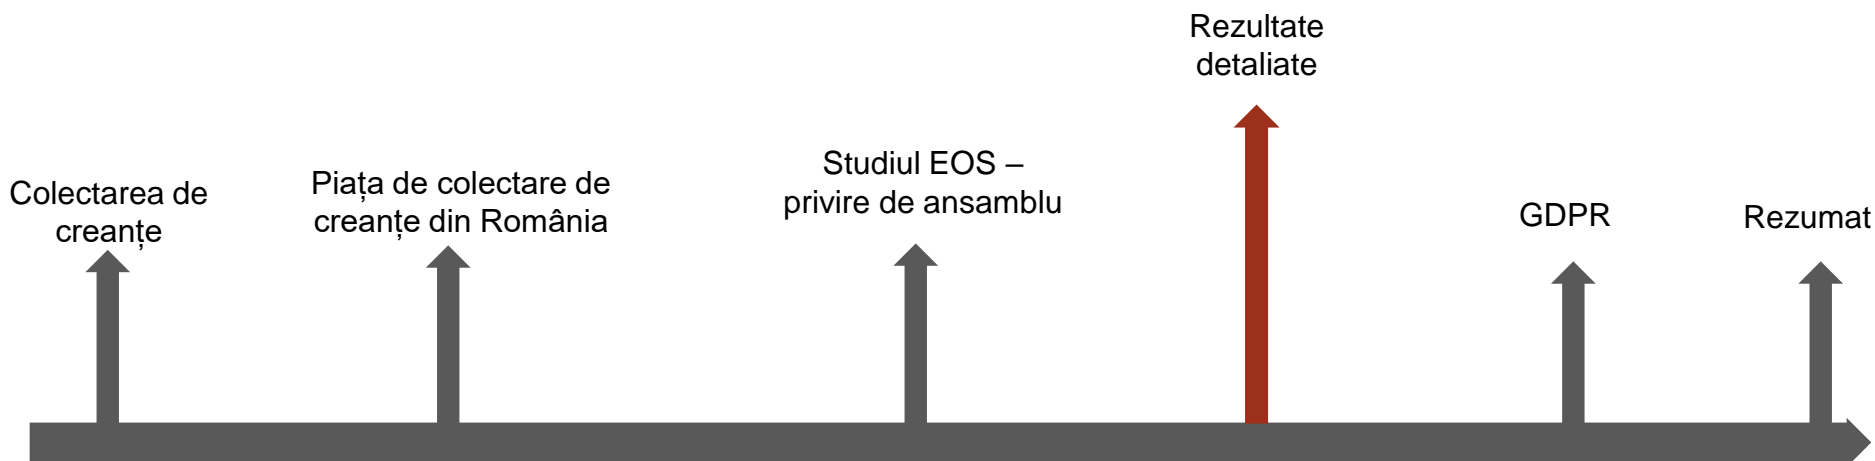 Colectarea de
creanțe
Piața de colectare de
creanțe din România
Studiul EOS –
privire de ansamblu
Rezultate
detaliate
GDPR
Rezumat